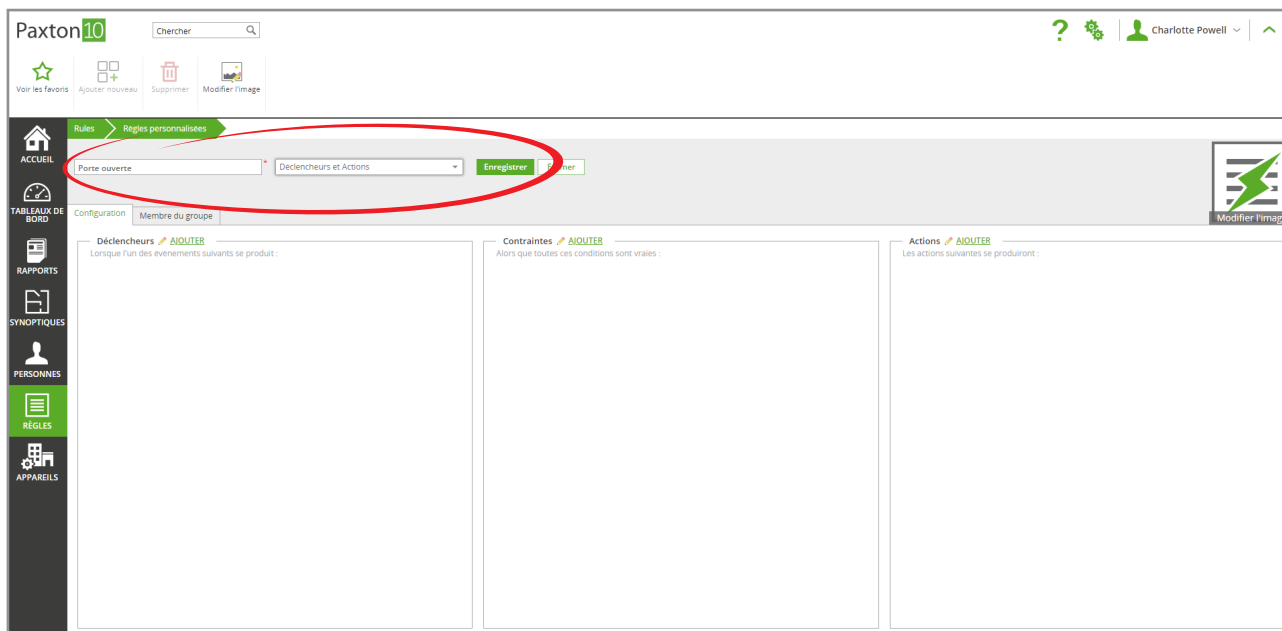 Paxton10
Chercher
?
Charlotte Powell
Voir les favoris
Ajouter nouveau
Supprimer
Modifier l'image
Rules
Règles personnalisées
ACCUEIL
Porte ouverte
*
Déclencheurs et Actions
Enregistrer
TABLEAUX DE
BORD
Configuration
Membre du groupe
Modifier l'imag
RAPPORTS
SYNOPTIQUES
PERSONNES
RÈGLES
APPAREILS
Déclencheurs AJOUTER
Lorsque l'un des évenements suivants se produit :
Contraintes AJOUTER
Alors que toutes ces conditions sont vraies :
Actions AJOUTER
Les actions suivantes se produiront :